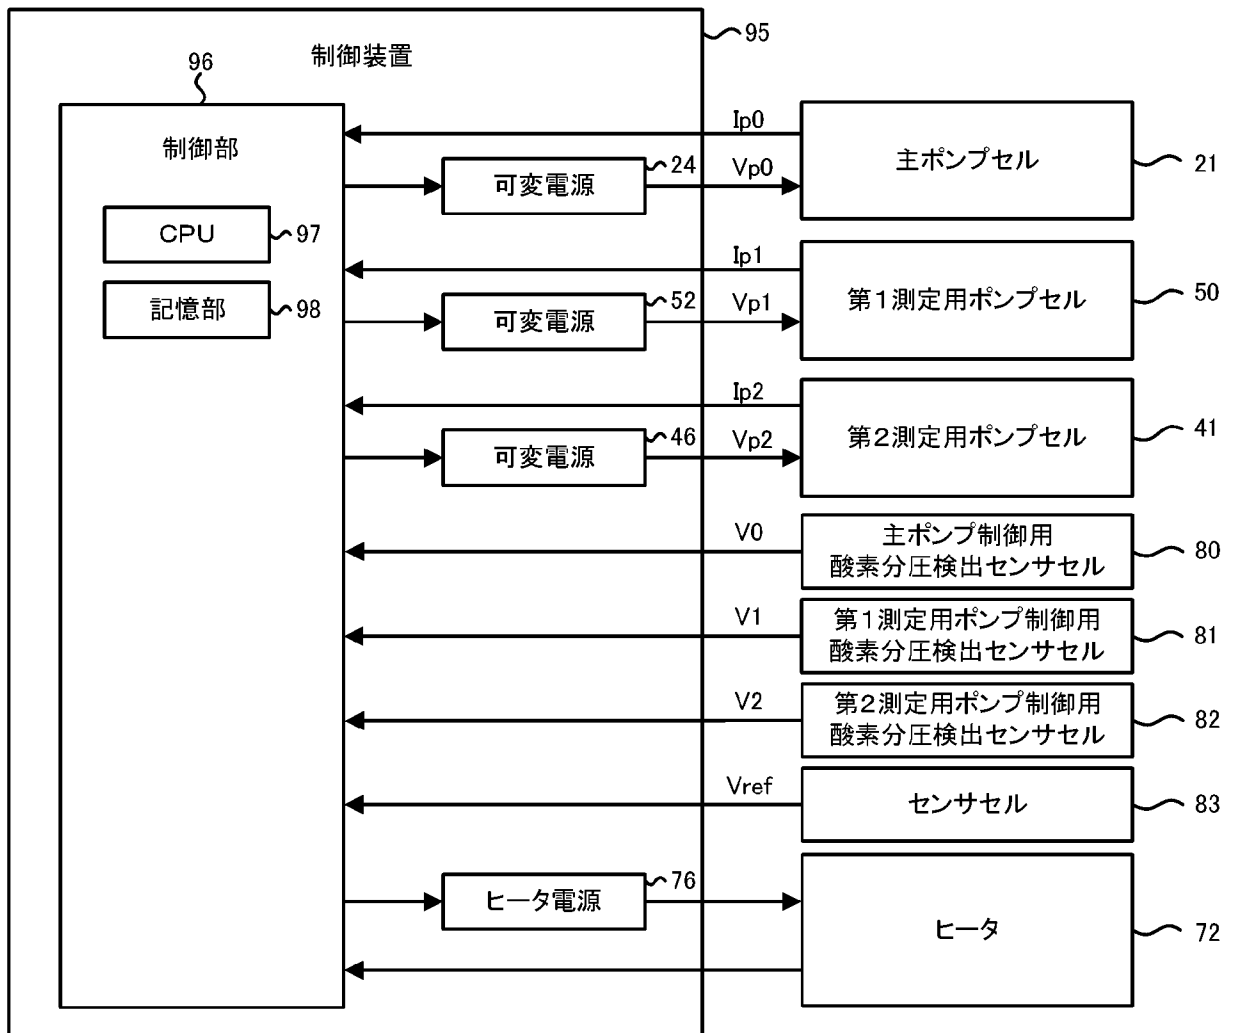 制御装置
95
96
制御部
CPU
97
記憶部
98
Ip0
可変電源
24
Vp0
主ポンプセル
21
Ip1
可変電源
52
Vp1
第1測定用ポンプセル
50
Ip2
可変電源
46
Vp2
第2測定用ポンプセル
41
V0
主ポンプ制御用
酸素分圧検出センサセル
80
V1
第1測定用ポンプ制御用
酸素分圧検出センサセル
81
V2
第2測定用ポンプ制御用
酸素分圧検出センサセル
82
Vref
センサセル
83
ヒータ電源
76
ヒータ
72